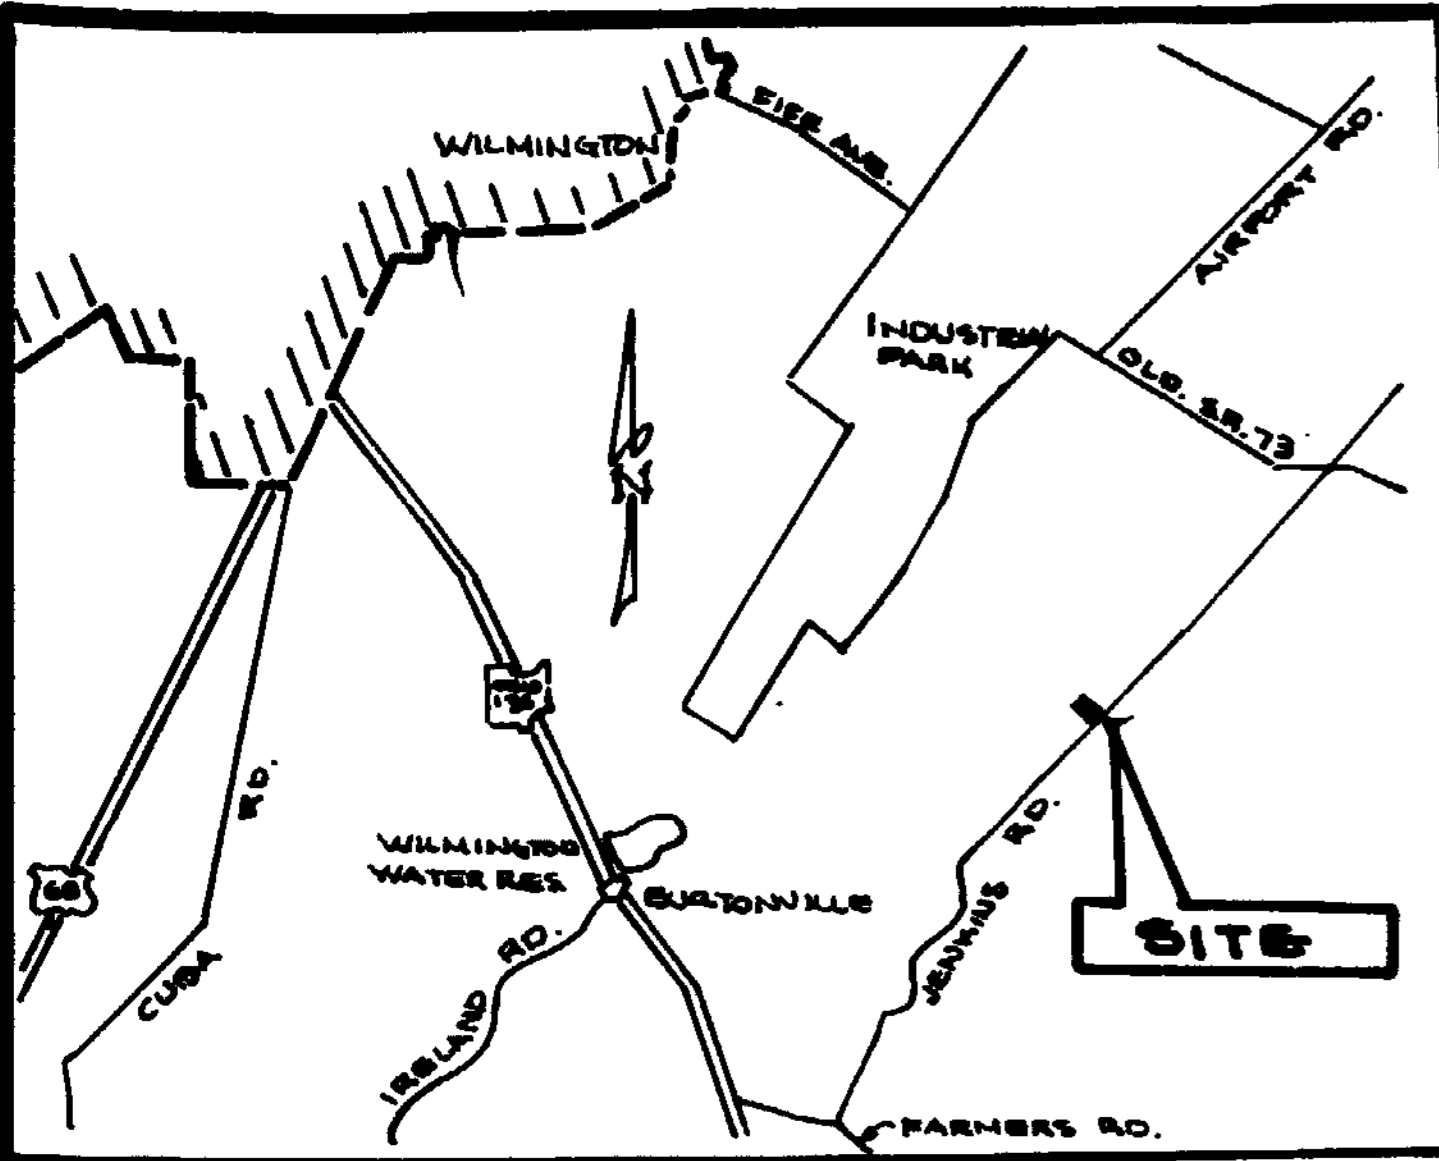 WILMINGTON
FIFE AVE.
AIRPORT RD.
INDUSTRIAL
PARK
OLD. SR. 73
N
RD.
WILMINGTON
WATER RES.
BURTONVILLE
68
CUBA
IRELAND RD.
JENKINS RD.
SITE
FARMERS RD.